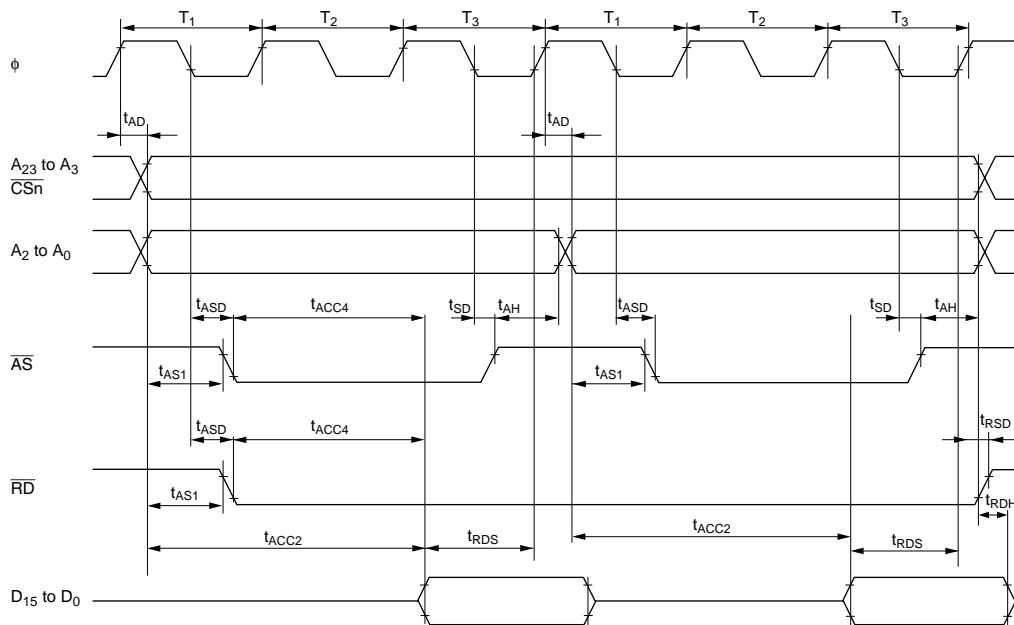 T1 T2 T3 T1 T2 T3
ϕ
tAD tAD
A23 to A3
CSn
A2 to A0
tASD tACC4 tSD tAH tASD tSD tAH
AS
tAS1 tAS1
tASD tACC4 tRSD
RD
tAS1 tRDH
tACC2 tRDS tACC2 tRDS
D15 to D0